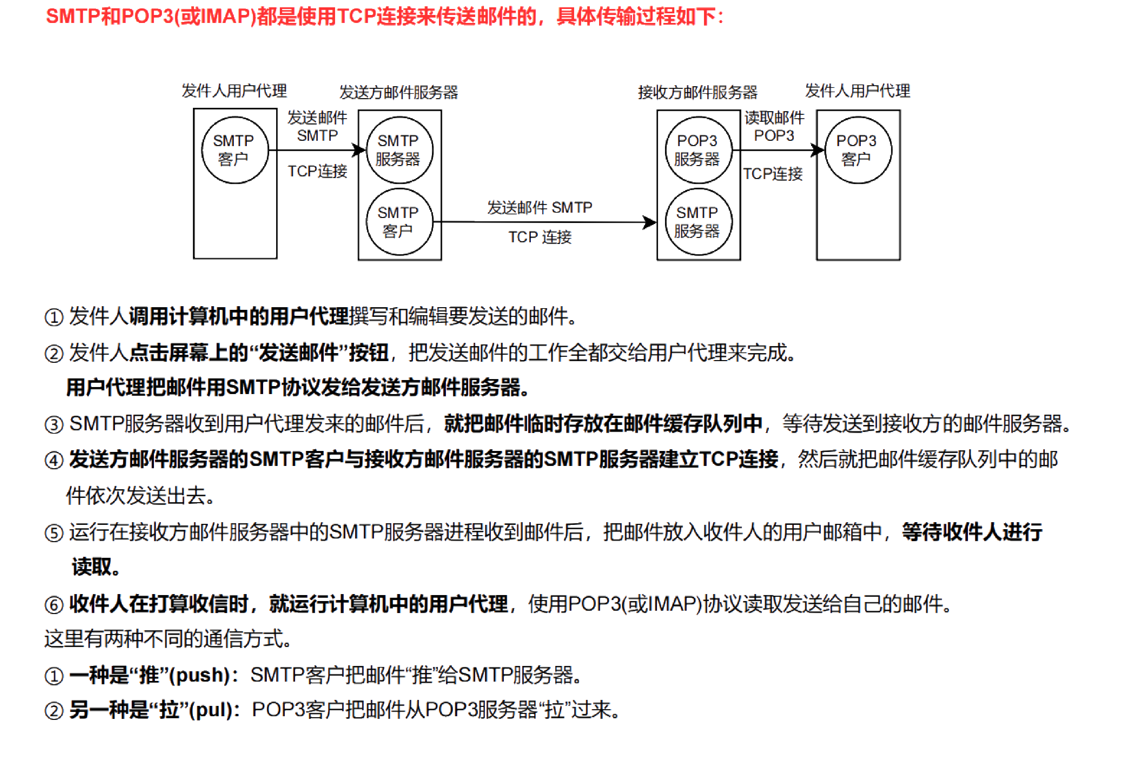 SMTP和POP3(或IMAP)都是使用TCP连接来传送邮件的，具体传输过程如下：
发件人用户代理
发送方邮件服务器
接收方邮件服务器
发件人用户代理
SMTP
客户
发送邮件
SMTP
TCP连接
SMTP
服务器
SMTP
客户
发送邮件 SMTP
TCP 连接
POP3
服务器
SMTP
服务器
读取邮件
POP3
TCP连接
POP3
客户
① 发件人调用计算机中的用户代理撰写和编辑要发送的邮件。
② 发件人点击屏幕上的“发送邮件”按钮，把发送邮件的工作全都交给用户代理来完成。
用户代理把邮件用SMTP协议发给发送方邮件服务器。
③ SMTP服务器收到用户代理发来的邮件后，就把邮件临时存放在邮件缓存队列中，等待发送到接收方的邮件服务器。
④ 发送方邮件服务器的SMTP客户与接收方邮件服务器的SMTP服务器建立TCP连接，然后就把邮件缓存队列中的邮
件依次发送出去。
⑤ 运行在接收方邮件服务器中的SMTP服务器进程收到邮件后，把邮件放入收件人的用户邮箱中，等待收件人进行
读取。
⑥ 收件人在打算收信时，就运行计算机中的用户代理，使用POP3(或IMAP)协议读取发送给自己的邮件。
这里有两种不同的通信方式。
① 一种是“推”(push)：SMTP客户把邮件“推”给SMTP服务器。
② 另一种是“拉”(pul)：POP3客户把邮件从POP3服务器“拉”过来。